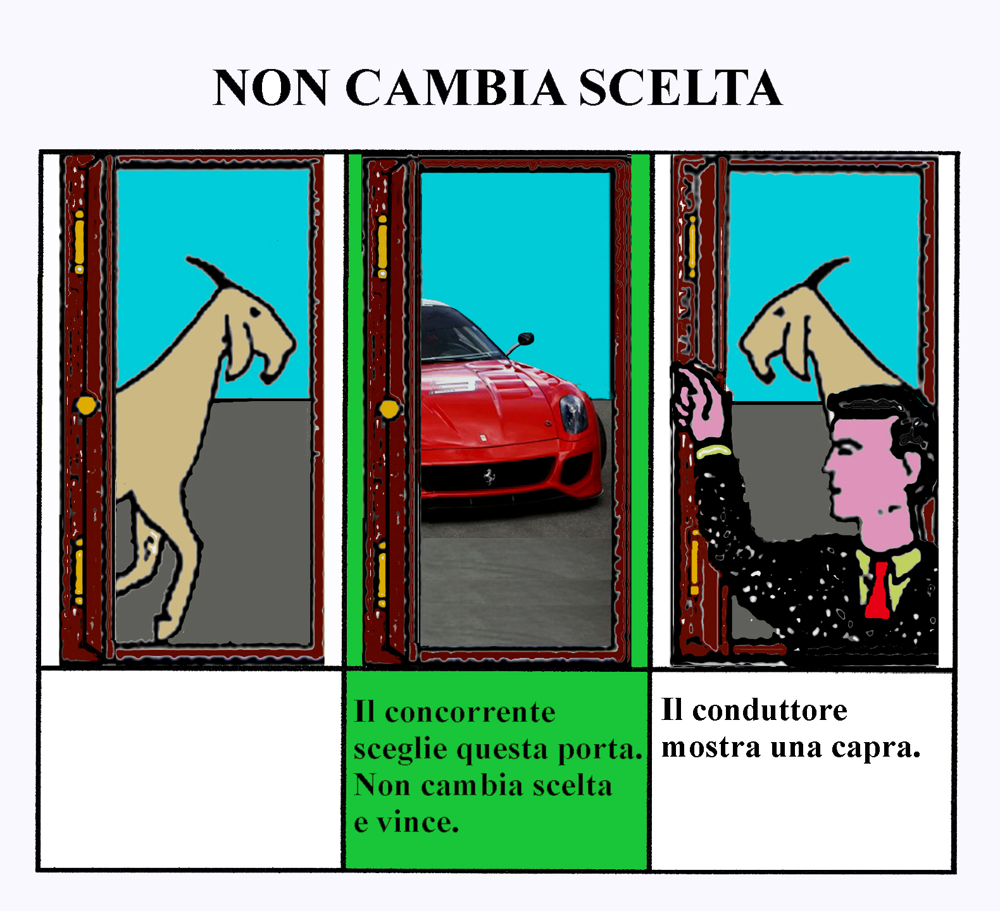 NON CAMBIA SCELTA
Il concorrente
sceglie questa porta.
Non cambia scelta
e vince.
Il conduttore
mostra una capra.